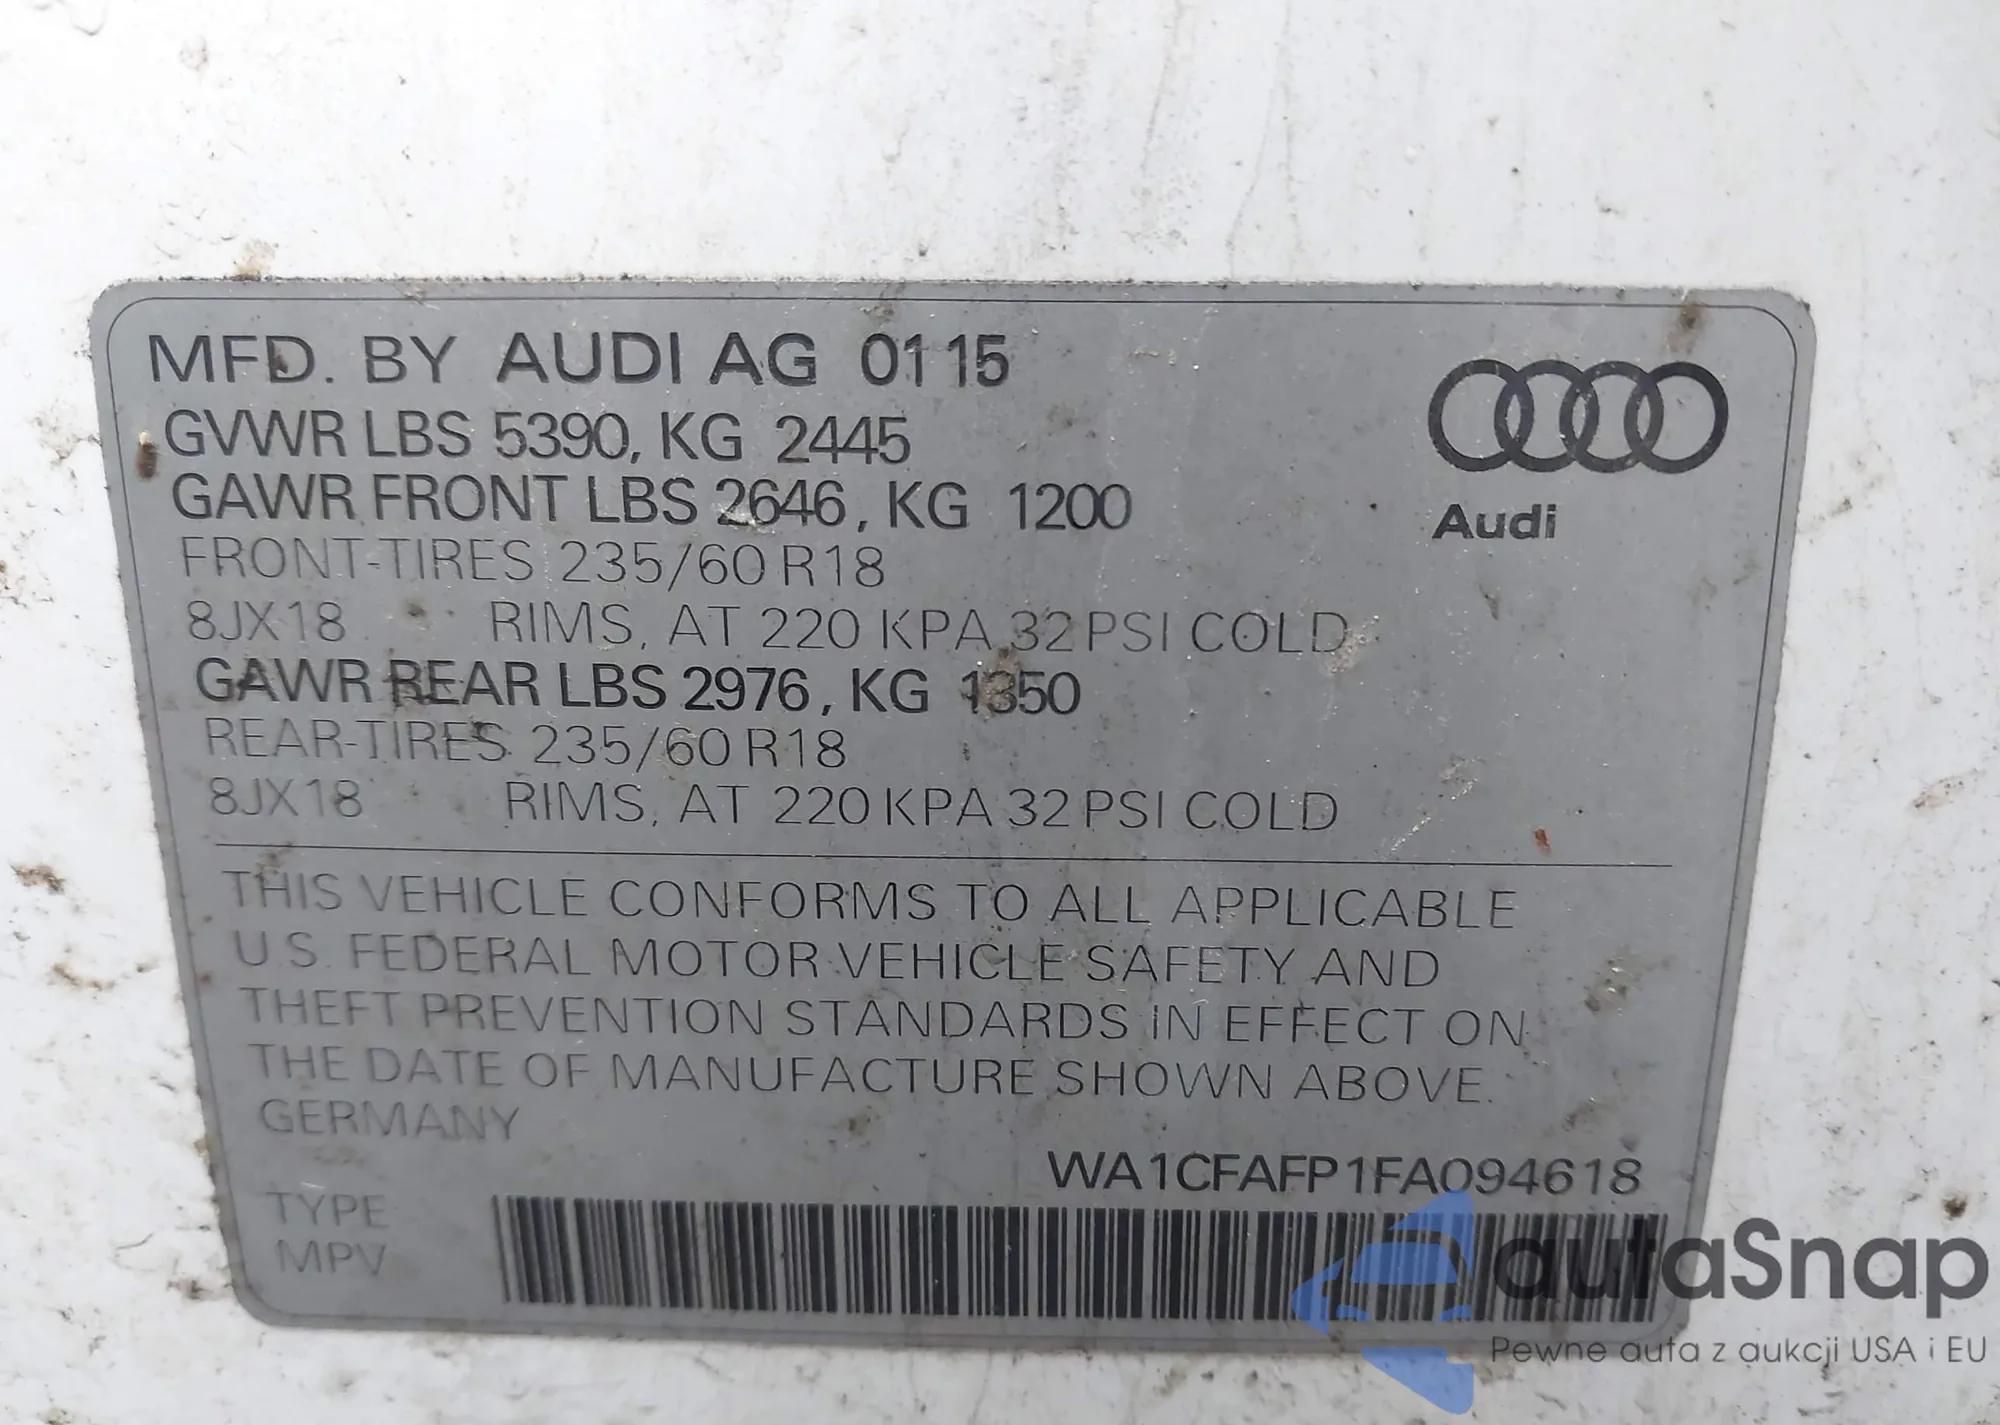 MFD. BY AUDI AG 01 15
GVWR LBS 5390, KG 2445
GAWR FRONT LBS 2646, KG 1200
FRONT-TIRES 235/60 R18
8JX18 RIMS, AT 220 KPA 32 PSI COLD
GAWR REAR LBS 2976, KG 1350
REAR-TIRES 235/60 R18
8JX18 RIMS, AT 220 KPA 32 PSI COLD
Audi
THIS VEHICLE CONFORMS TO ALL APPLICABLE
U.S. FEDERAL MOTOR VEHICLE SAFETY AND
THEFT PREVENTION STANDARDS IN EFFECT ON
THE DATE OF MANUFACTURE SHOWN ABOVE.
GERMANY
WA1CFAFP1FA094618
TYPE
MPV
autaSnap
Pewne auta z aukcji USA i EU